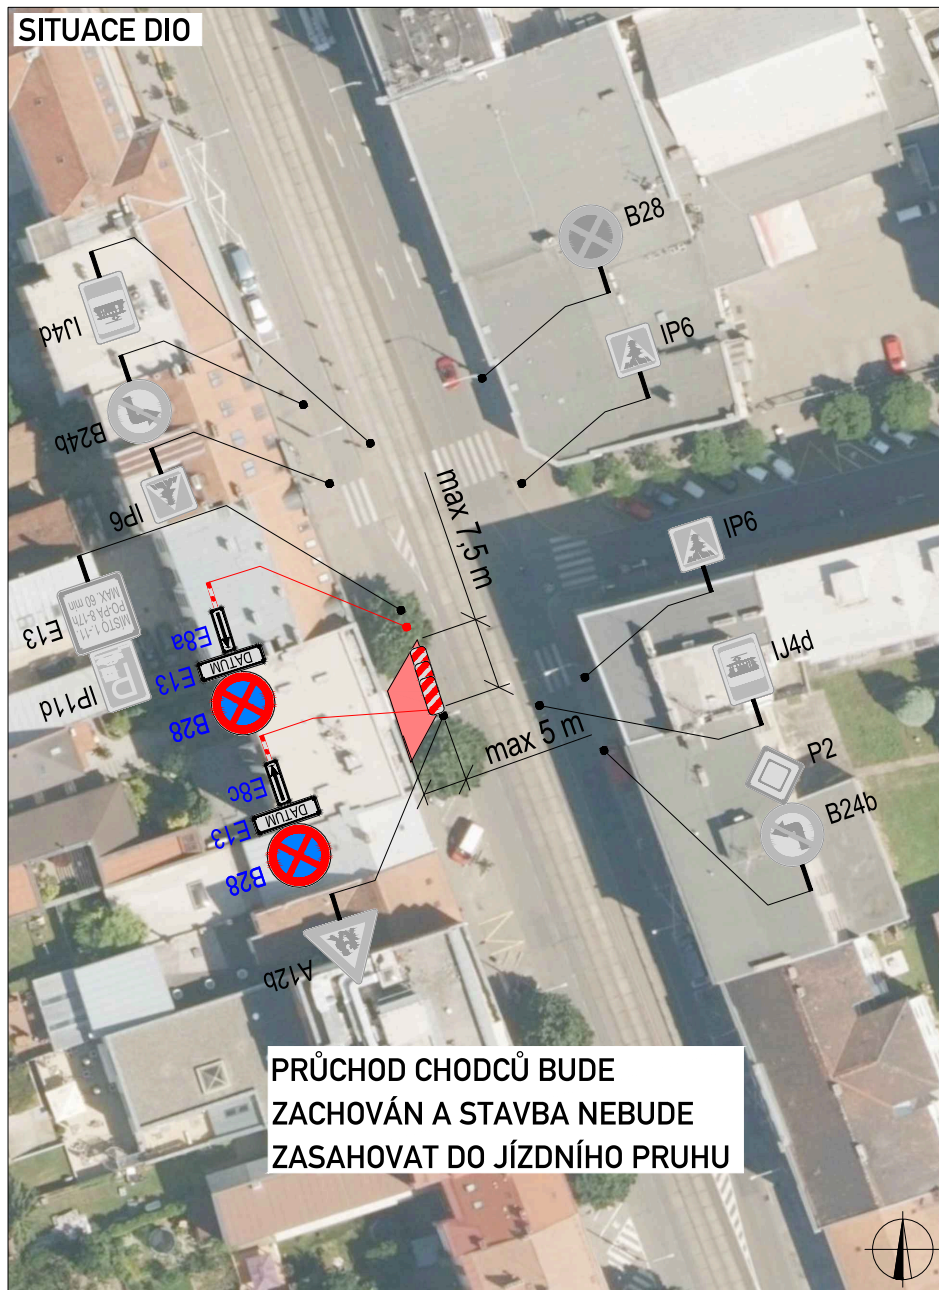 SITUACE DIO
B28
IP6
IJ4d
B24b
IP6
max 7,5 m
IP6
E13
MÍSTO 1-11,
PO-PÁ 8-17h
MAX. 60 min
IP11d
E8a
DATUM
E13
B28
IJ4d
max 5 m
P2
B24b
E8c
DATUM
E13
B28
A12b
PRŮCHOD CHODCŮ BUDE
ZACHOVÁN A STAVBA NEBUDE
ZASAHOVAT DO JÍZDNÍHO PRUHU